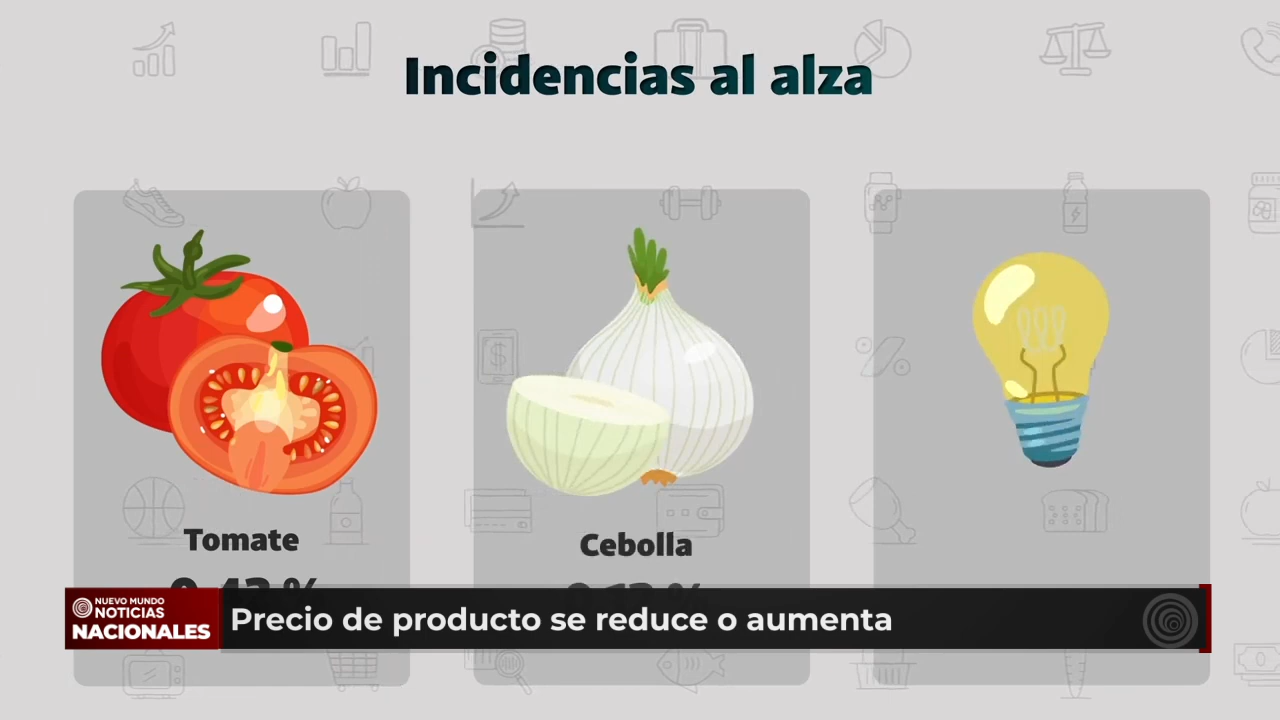 Incidencias al alza
Tomate
Cebolla
NUEVO MUNDO
NOTICIAS
NACIONALES
Precio de producto se reduce o aumenta